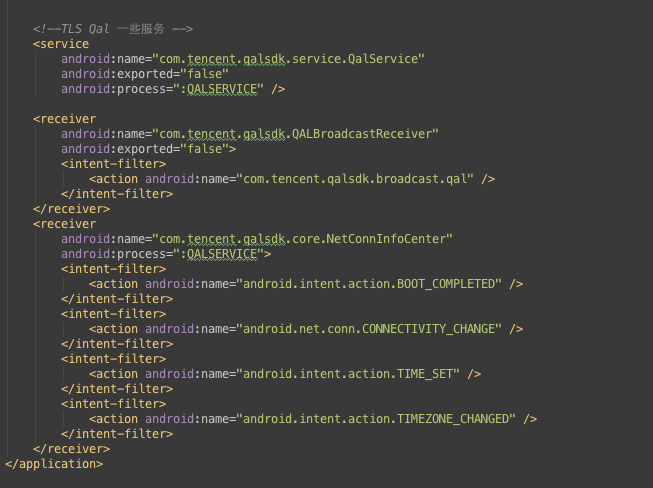 <!--TLS Qal 一些服务 -->
<service
android:name="com.tencent.qalsdk.service.QalService"
android:exported="false"
android:process=":QALSERVICE" />
<receiver
android:name="com.tencent.qalsdk.QALBroadcastReceiver"
android:exported="false">
<intent-filter>
<action android:name="com.tencent.qalsdk.broadcast.qal" />
</intent-filter>
</receiver>
<receiver
android:name="com.tencent.qalsdk.core.NetConnInfoCenter"
android:process=":QALSERVICE">
<intent-filter>
<action android:name="android.intent.action.BOOT_COMPLETED" />
</intent-filter>
<intent-filter>
<action android:name="android.net.conn.CONNECTIVITY_CHANGE" />
</intent-filter>
<intent-filter>
<action android:name="android.intent.action.TIME_SET" />
</intent-filter>
<intent-filter>
<action android:name="android.intent.action.TIMEZONE_CHANGED" />
</intent-filter>
</receiver>
</application>